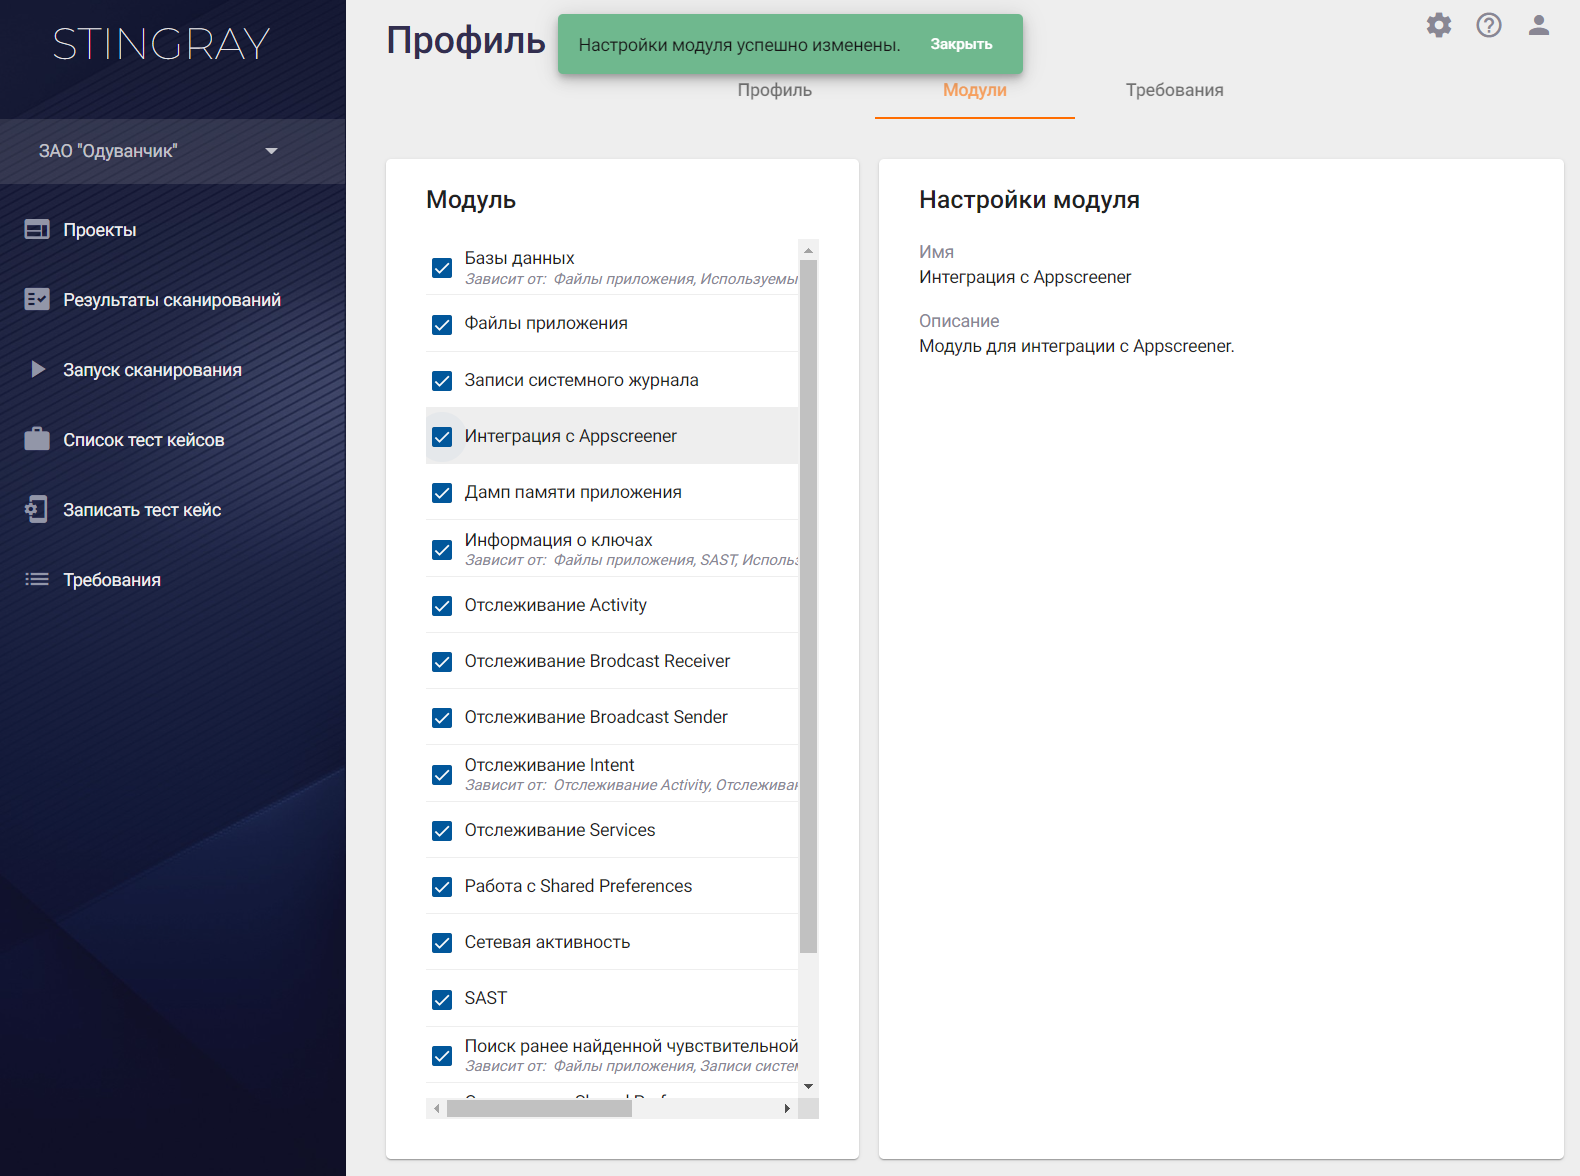 STINGRAY
ЗАО "Одуванчик"
Проекты
Результаты сканирований
Запуск сканирования
Список тест кейсов
Записать тест кейс
Требования
Профиль
Настройки модуля успешно изменены. Закрыть
Профиль
Модули
Требования
Модуль
Базы данных
Зависит от: Файлы приложения, Используемы
Файлы приложения
Записи системного журнала
Интеграция с Appscreener
Дамп памяти приложения
Информация о ключах
Зависит от: Файлы приложения, SAST, Исполь
Отслеживание Activity
Отслеживание Brodcast Receiver
Отслеживание Broadcast Sender
Отслеживание Intent
Зависит от: Отслеживание Activity, Отслежива
Отслеживание Services
Работа с Shared Preferences
Сетевая активность
SAST
Поиск ранее найденной чувствительной
Зависит от: Файлы приложения, Записи систе
Настройки модуля
Имя
Интеграция с Appscreener
Описание
Модуль для интеграции с Appscreener.